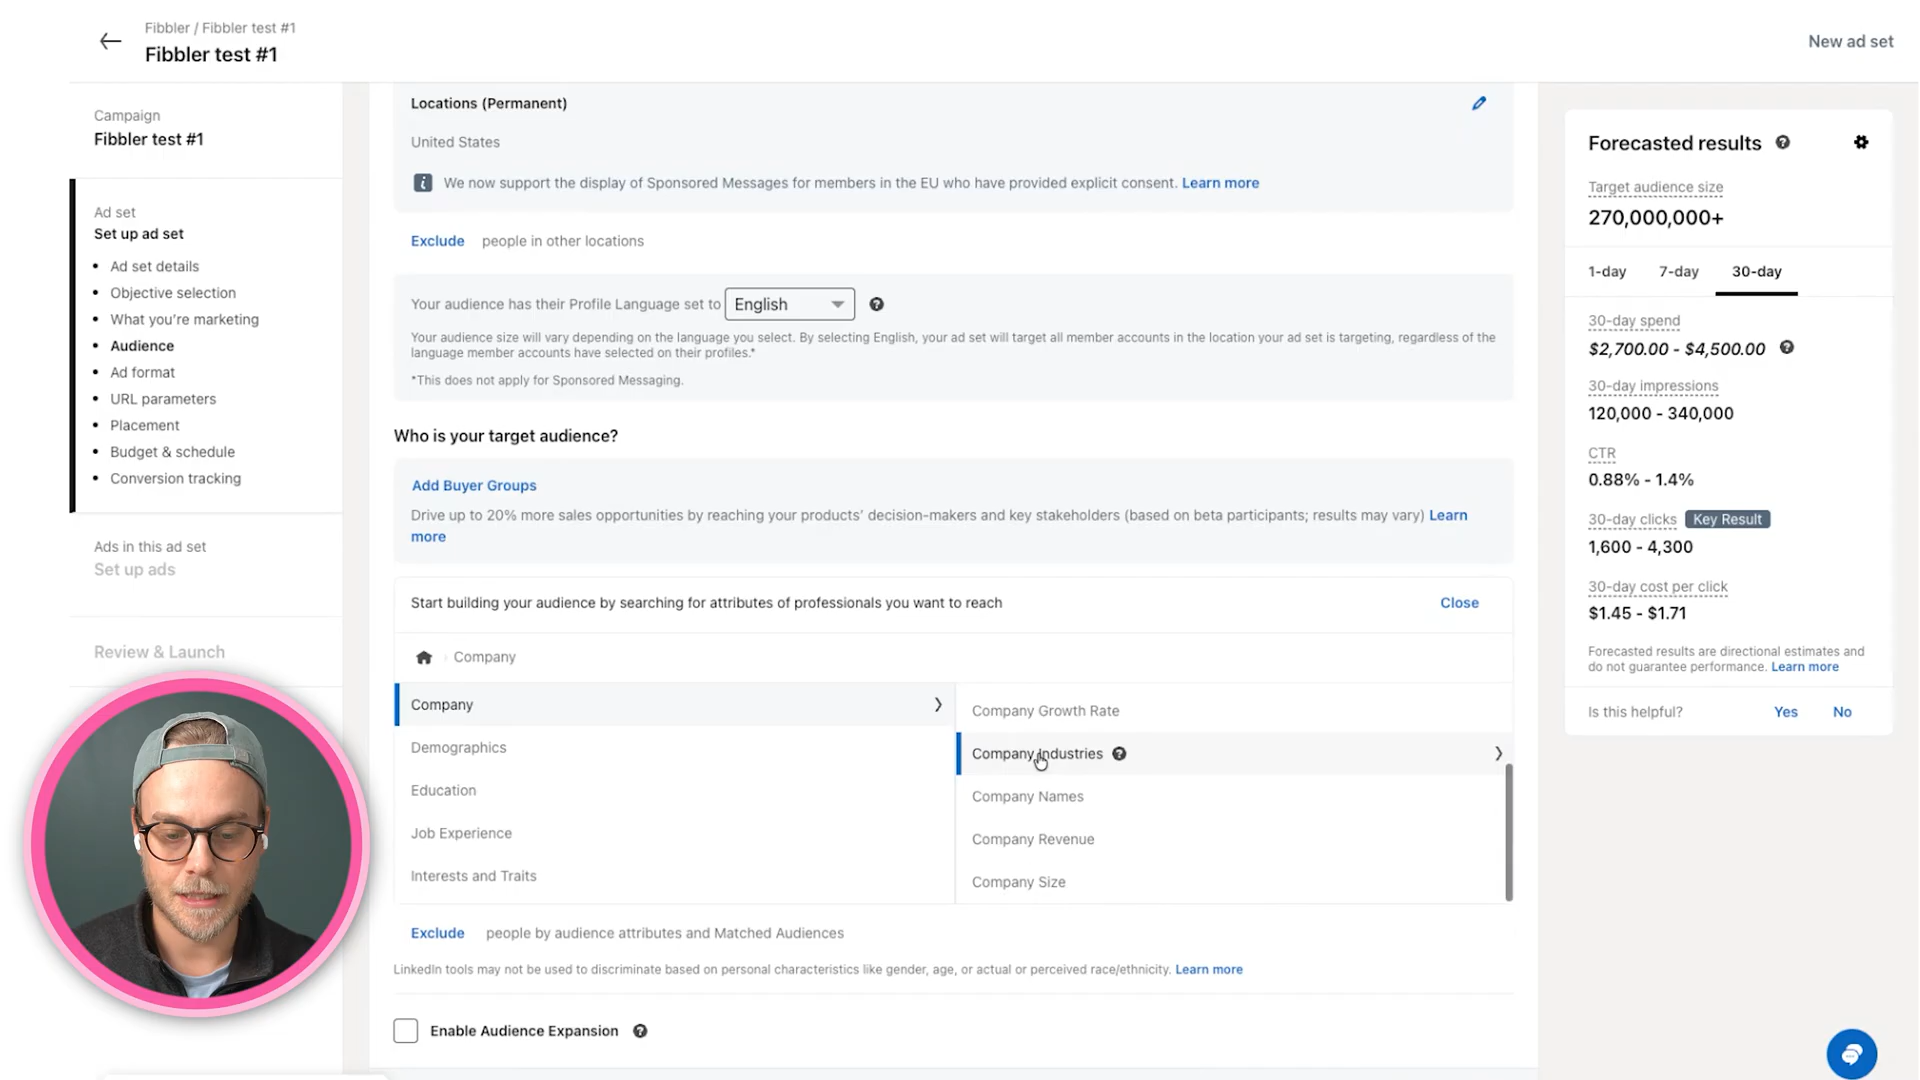 Fibbler / Fibbler test #1
Fibbler test #1
New ad set
Campaign
Fibbler test #1
Ad set
Set up ad set
Ad set details
Objective selection
What you're marketing
Audience
Ad format
URL parameters
Placement
Budget & schedule
Conversion tracking
Ads in this ad set
Set up ads
Review & Launch
Locations (Permanent)
United States
We now support the display of Sponsored Messages for members in the EU who have provided explicit consent. Learn more
Exclude people in other locations
Your audience has their Profile Language set to English
Your audience size will vary depending on the language you select. By selecting English, your ad set will target all member accounts in the location your ad set is targeting, regardless of the
language member accounts have selected on their profiles.*
*This does not apply for Sponsored Messaging.
Who is your target audience?
Add Buyer Groups
Drive up to 20% more sales opportunities by reaching your products' decision-makers and key stakeholders (based on beta participants; results may vary) Learn
more
Start building your audience by searching for attributes of professionals you want to reach
Close
Company
Company
Demographics
Education
Job Experience
Interests and Traits
Company Growth Rate
Company Industries
Company Names
Company Revenue
Company Size
Exclude people by audience attributes and Matched Audiences
LinkedIn tools may not be used to discriminate based on personal characteristics like gender, age, or actual or perceived race/ethnicity. Learn more
Enable Audience Expansion
Forecasted results
Target audience size
270,000,000+
1-day 7-day 30-day
30-day spend
$2,700.00 - $4,500.00
30-day impressions
120,000 - 340,000
CTR
0.88% - 1.4%
30-day clicks Key Result
1,600 - 4,300
30-day cost per click
$1.45 - $1.71
Forecasted results are directional estimates and
do not guarantee performance. Learn more
Is this helpful? Yes No